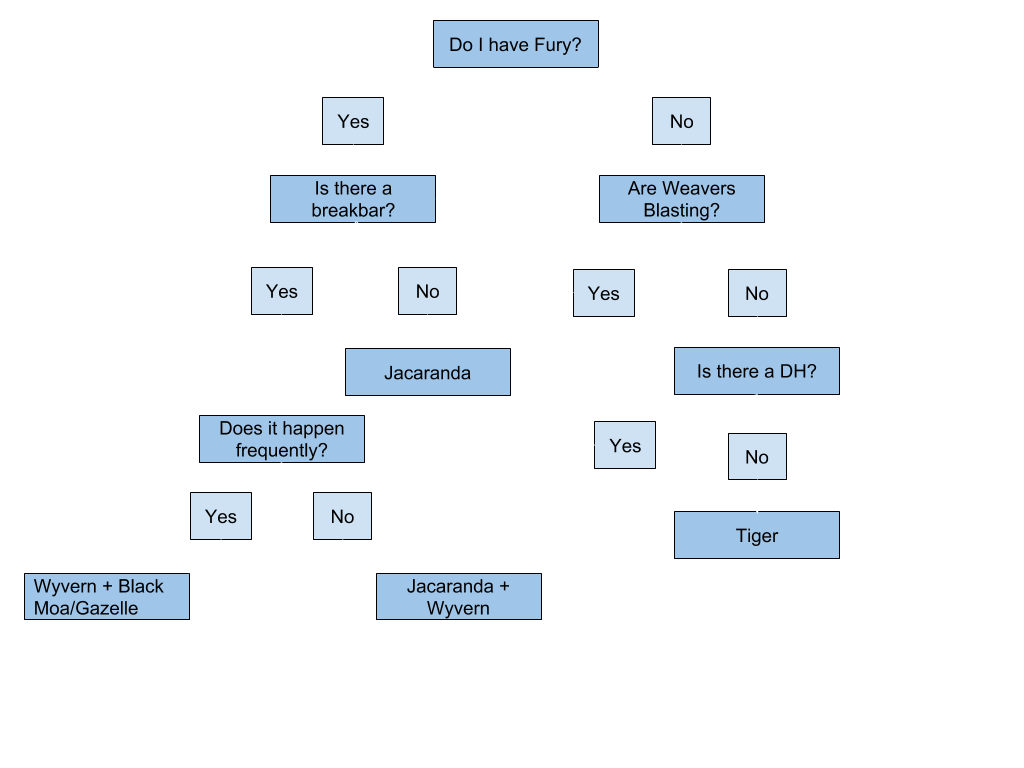 Do I have Fury?
Yes
No
Is there a
breakbar?
Are Weavers
Blasting?
Yes
No
Yes
No
Jacaranda
Is there a DH?
Does it happen
frequently?
Yes
No
Yes
No
Tiger
Wyvern + Black
Moa/Gazelle
Jacaranda +
Wyvern